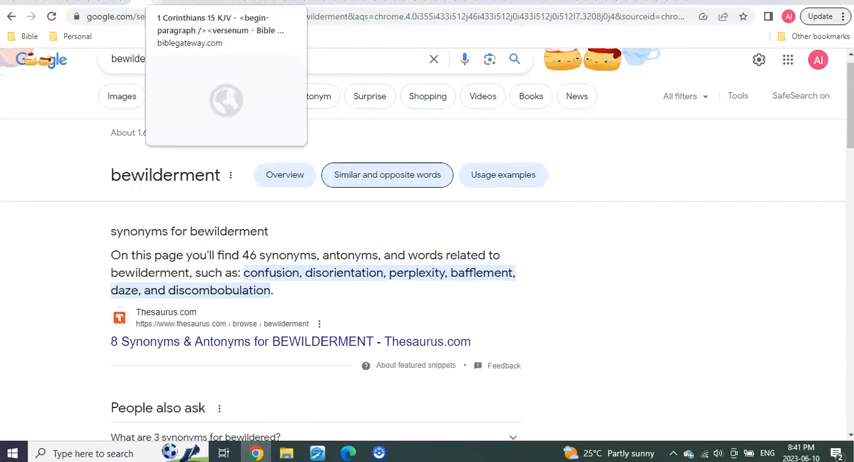 1 Corinthians 15 KJV - <begin-
paragraph /><versenum - Bible ...
biblegateway.com
google.com/se
wilderment&aqs=chrome.4.0i355i433i512j46i433i512j0i433i512j0i512l7.3208j0j4&sourceid=chro...
Update
Bible
Personal
Other bookmarks
bewilde
AI
Images
tonym
Surprise
Shopping
Videos
Books
News
All filters
Tools
SafeSearch on
About 1.6
bewilderment
Overview
Similar and opposite words
Usage examples
synonyms for bewilderment
On this page you'll find 46 synonyms, antonyms, and words related to
bewilderment, such as: confusion, disorientation, perplexity, bafflement,
daze, and discombobulation.
Thesaurus.com
https://www.thesaurus.com › browse › bewilderment
8 Synonyms & Antonyms for BEWILDERMENT - Thesaurus.com
About featured snippets • Feedback
People also ask
What are 3 synonyms for bewildered?
Type here to search
25°C Partly sunny
ENG
8:41 PM
2023-06-10